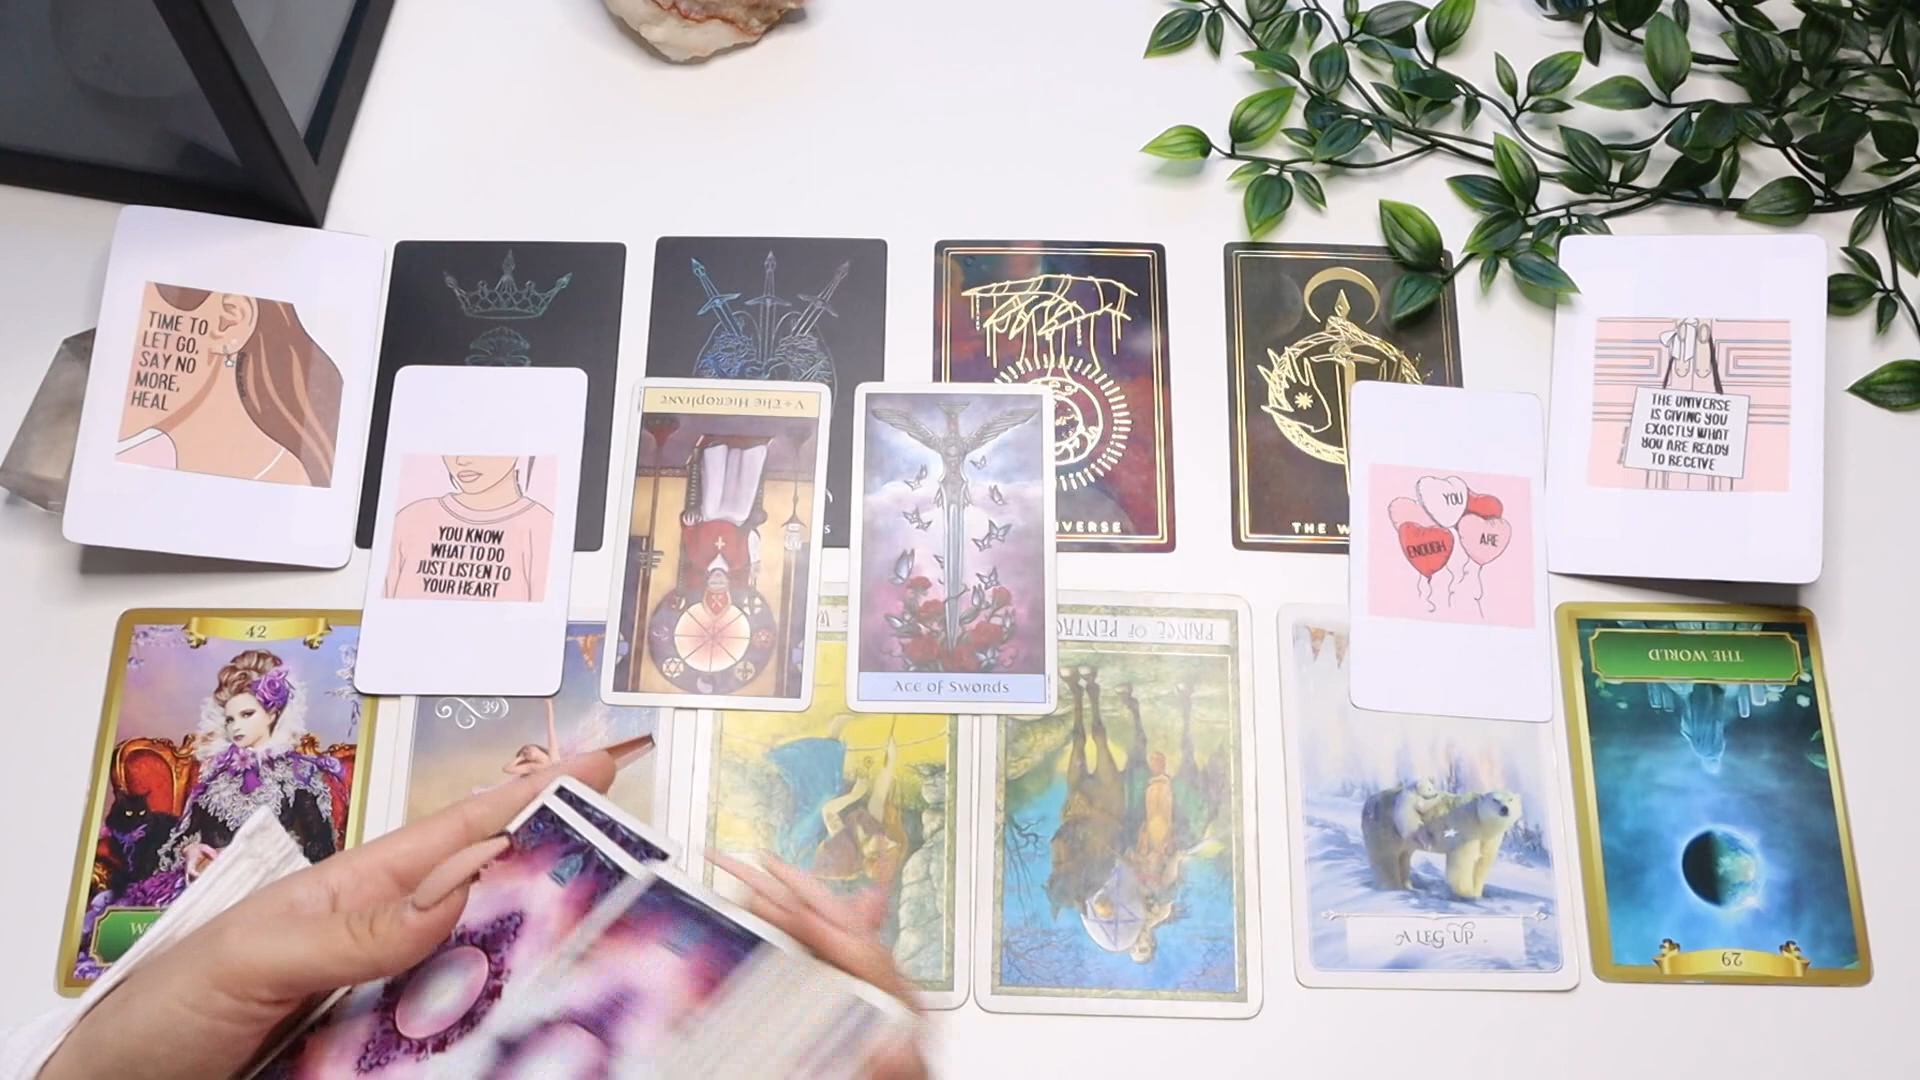 TIME TO
LET GO,
SAY NO
MORE,
HEAL
YOU KNOW
WHAT TO DO
JUST LISTEN TO
YOUR HEART
V • The Hierophant
Ace of Swords
IVERSE
THE W
YOU
ARE
ENOUGH
THE UNIVERSE
IS GIVING YOU
EXACTLY WHAT
YOU ARE READY
TO RECEIVE
42
39
PRINCE OF PENTAC
A LEG UP
THE WORLD
29